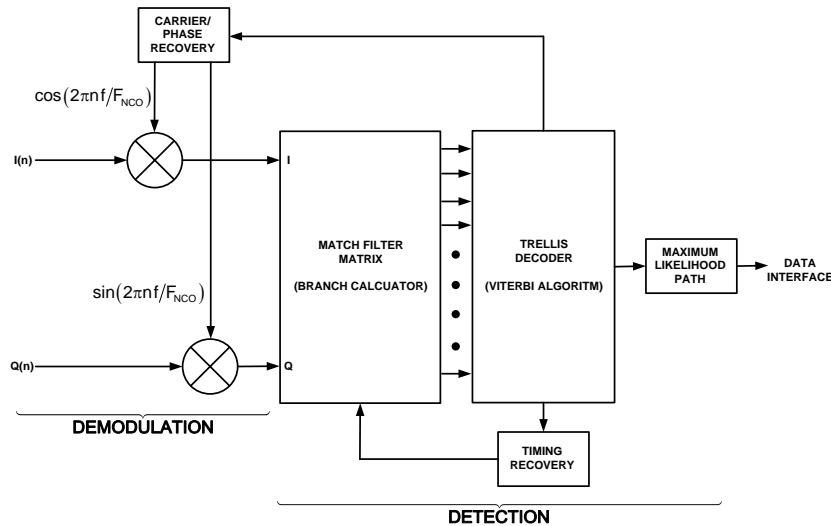 CARRIER/
PHASE
RECOVERY
cos(2πnf/F_NCO)
I(n)
I
MATCH FILTER
MATRIX
(BRANCH CALCUATOR)
TRELLIS
DECODER
(VITERBI ALGORITM)
MAXIMUM
LIKELIHOOD
PATH
DATA
INTERFACE
sin(2πnf/F_NCO)
Q(n)
Q
DEMODULATION
TIMING
RECOVERY
DETECTION